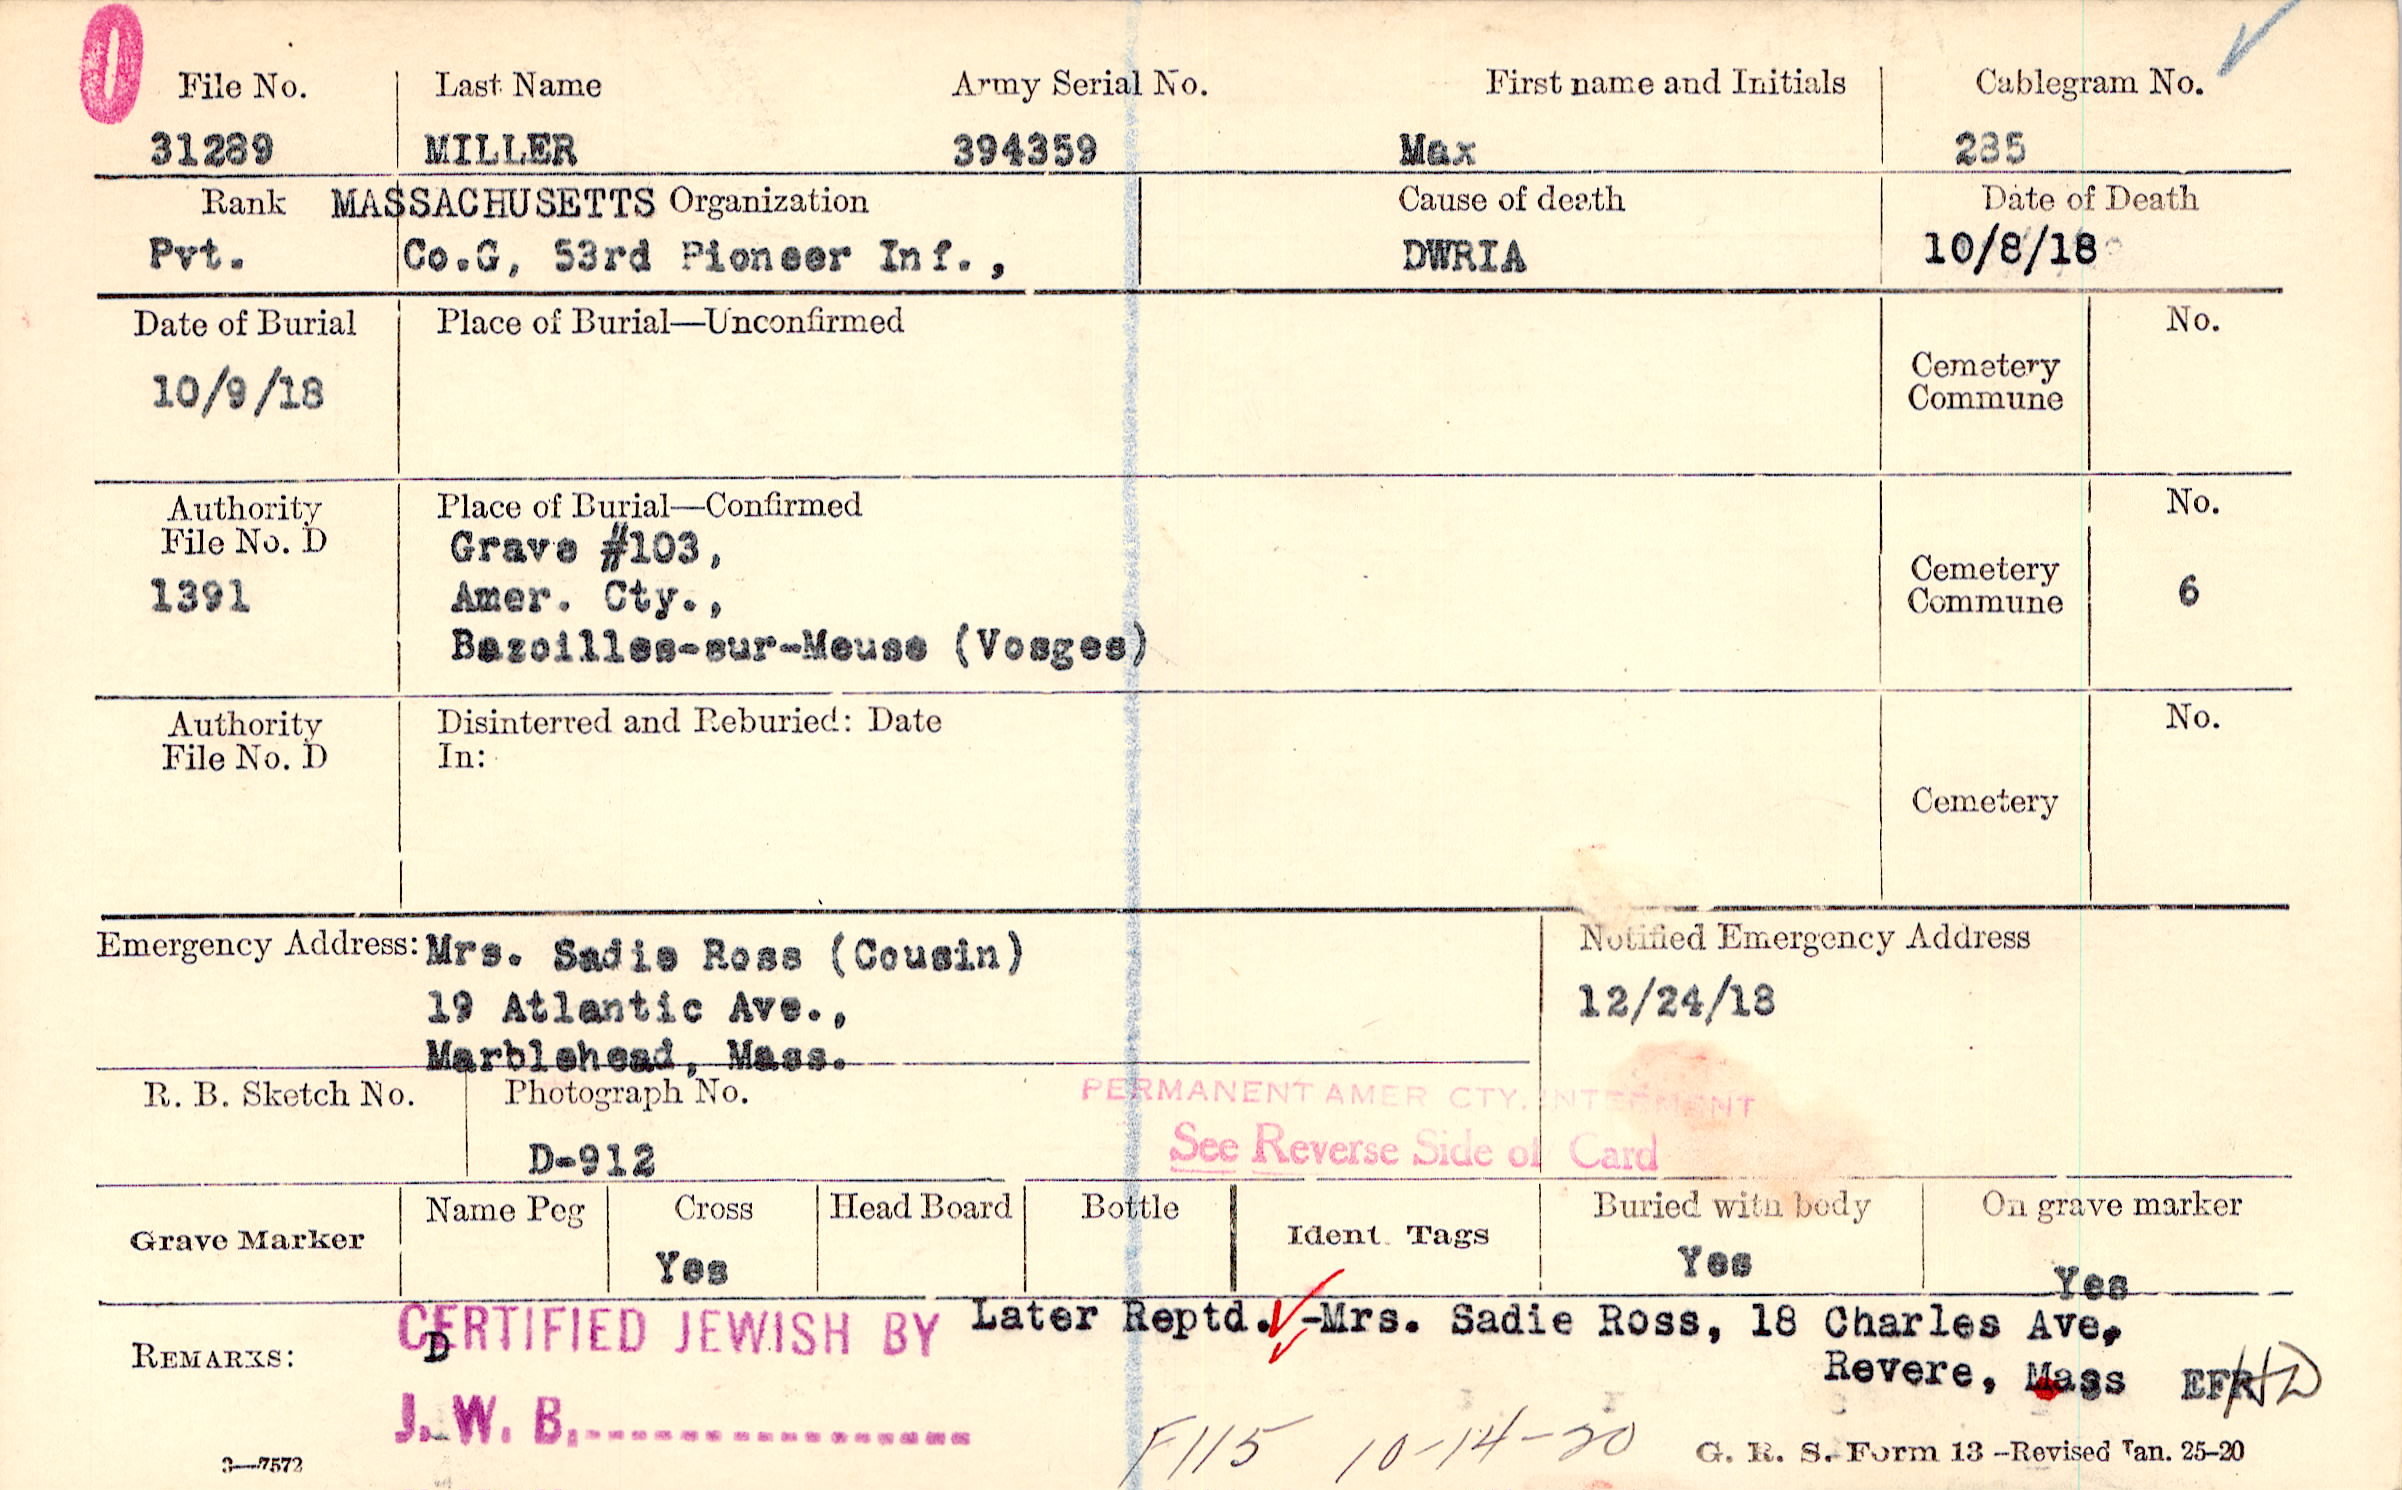 0
File No. Last Name Army Serial No. First name and Initials Cablegram No.
31289 MILLER 394359 Max 285
Rank MASSACHUSETTS Organization Cause of death Date of Death
Pvt. Co.G, 53rd Pioneer Inf., DWRIA 10/8/18
Date of Burial Place of Burial—Unconfirmed No.
10/9/18
Cemetery
Commune
Authority Place of Burial—Confirmed No.
File No. D Grave #103,
1391 Amer. Cty.,
Bazoilles-sur-Meuse (Vosges)
Cemetery
Commune 6
Authority Disinterred and Reburied: Date No.
File No. D In:
Cemetery
Emergency Address: Mrs. Sadie Ross (Cousin)
19 Atlantic Ave.,
Marblehead, Mass.
Notified Emergency Address
12/24/18
R. B. Sketch No. Photograph No.
D-912
PERMANENT AMER CTY. INTERMENT
See Reverse Side of Card
Grave Marker Name Peg Cross Head Board Bottle Ident. Tags Buried with body On grave marker
Yes Yes Yes
REMARKS: D
CERTIFIED JEWISH BY
J. W. B.
Later Reptd. -Mrs. Sadie Ross, 18 Charles Ave,
Revere, Mass EFR
F115 10-14-20
3—7572
G. R. S. Form 13 -Revised Jan. 25-20